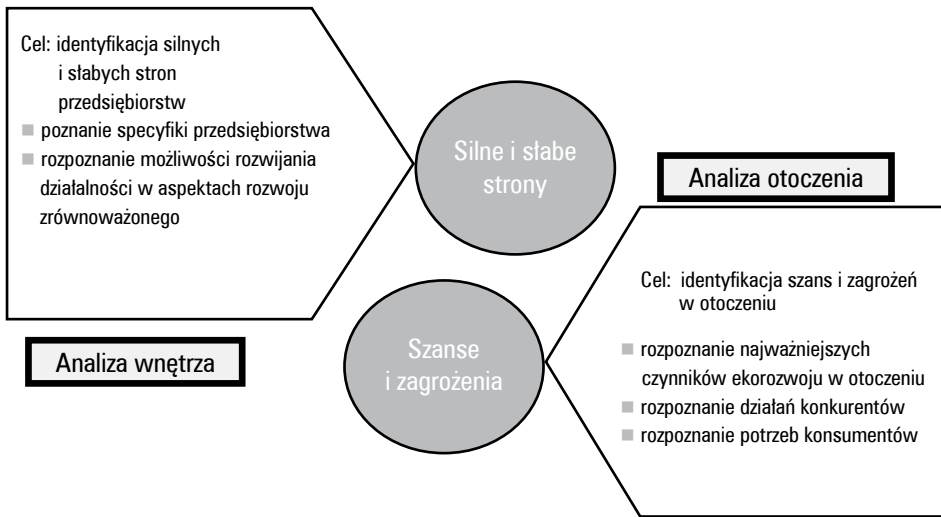 Cel: identyfikacja silnych
i słabych stron
przedsiębiorstw
■ poznanie specyfiki przedsiębiorstwa
■ rozpoznanie możliwości rozwijania
działalności w aspektach rozwoju
zrównoważonego
Analiza wnętrza
Silne i słabe
strony
Szanse
i zagrożenia
Analiza otoczenia
Cel: identyfikacja szans i zagrożeń
w otoczeniu
■ rozpoznanie najważniejszych
czynników ekorozwoju w otoczeniu
■ rozpoznanie działań konkurentów
■ rozpoznanie potrzeb konsumentów